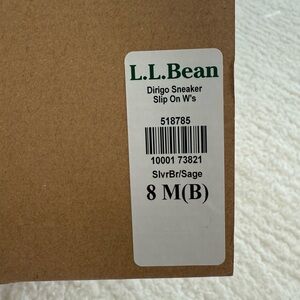 L.L.Bean
Dirigo Sneaker
Slip On W's
518785
10001 73821
SlvrBr/Sage
8 M(B)